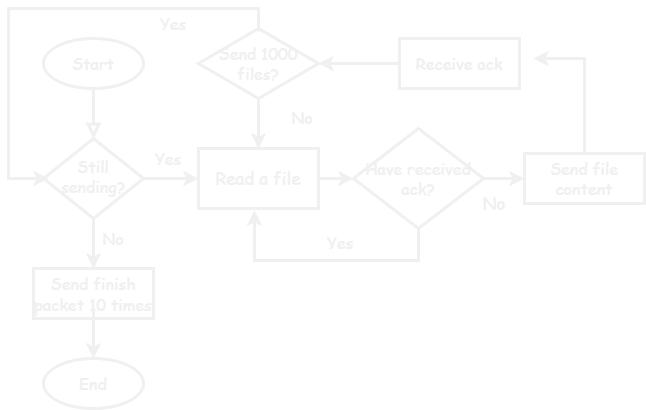 Yes
Start
Send 1000
files?
Receive ack
No
Still
sending?
Yes
Read a file
Have received
ack?
Send file
content
No
No
Yes
Send finish
packet 10 times
End